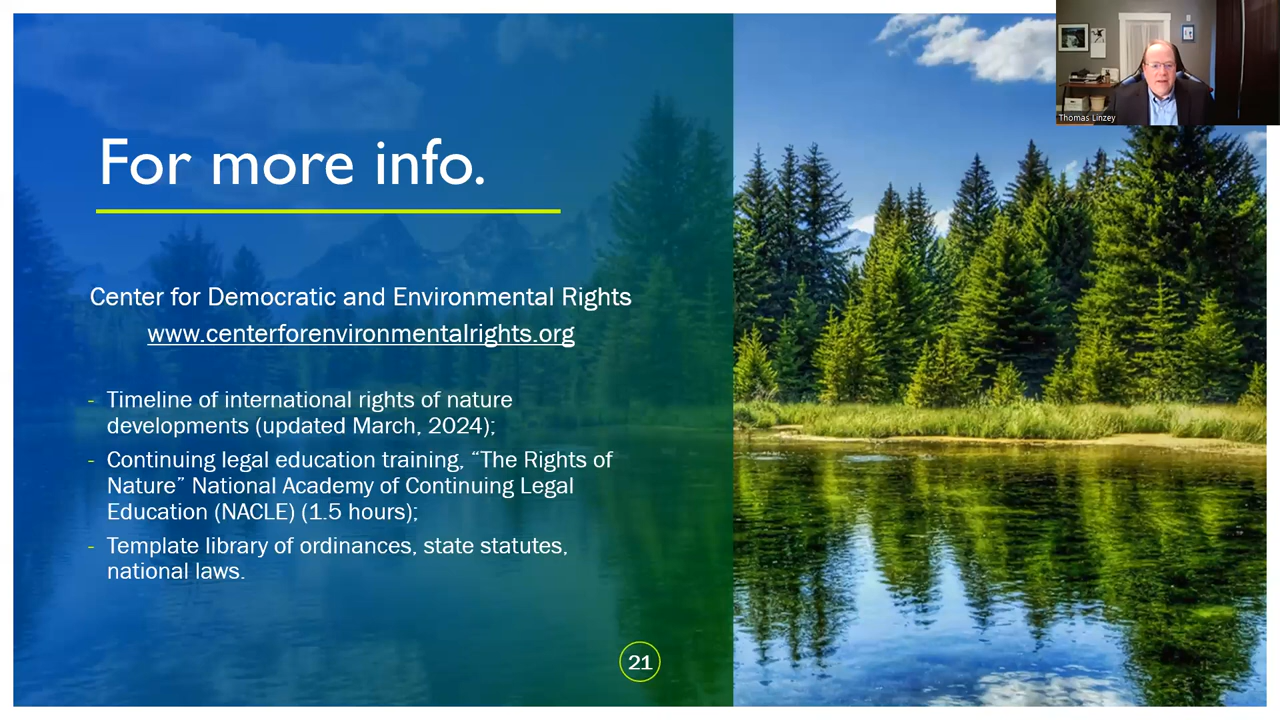 Thomas Linzey
For more info.
Center for Democratic and Environmental Rights
www.centerforenvironmentalrights.org
- Timeline of international rights of nature
developments (updated March, 2024);
- Continuing legal education training, “The Rights of
Nature” National Academy of Continuing Legal
Education (NACLE) (1.5 hours);
- Template library of ordinances, state statutes,
national laws.
21